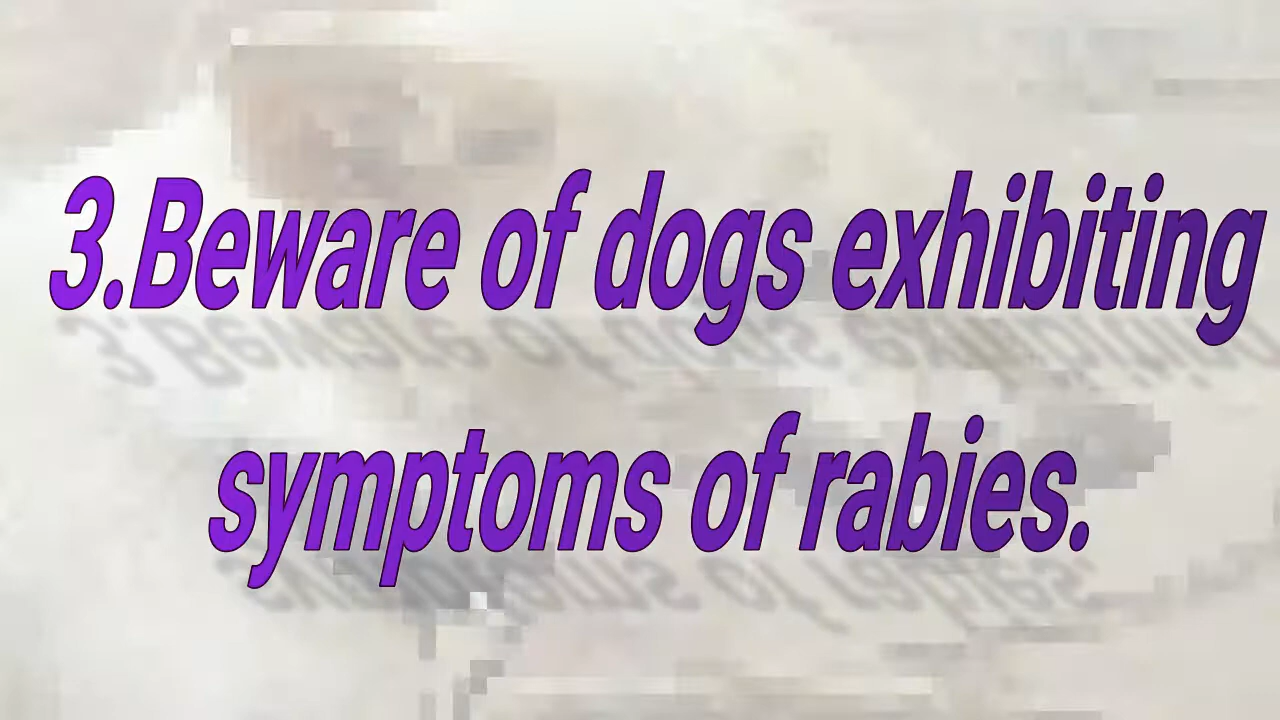 3.Beware of dogs exhibiting
symptoms of rabies.